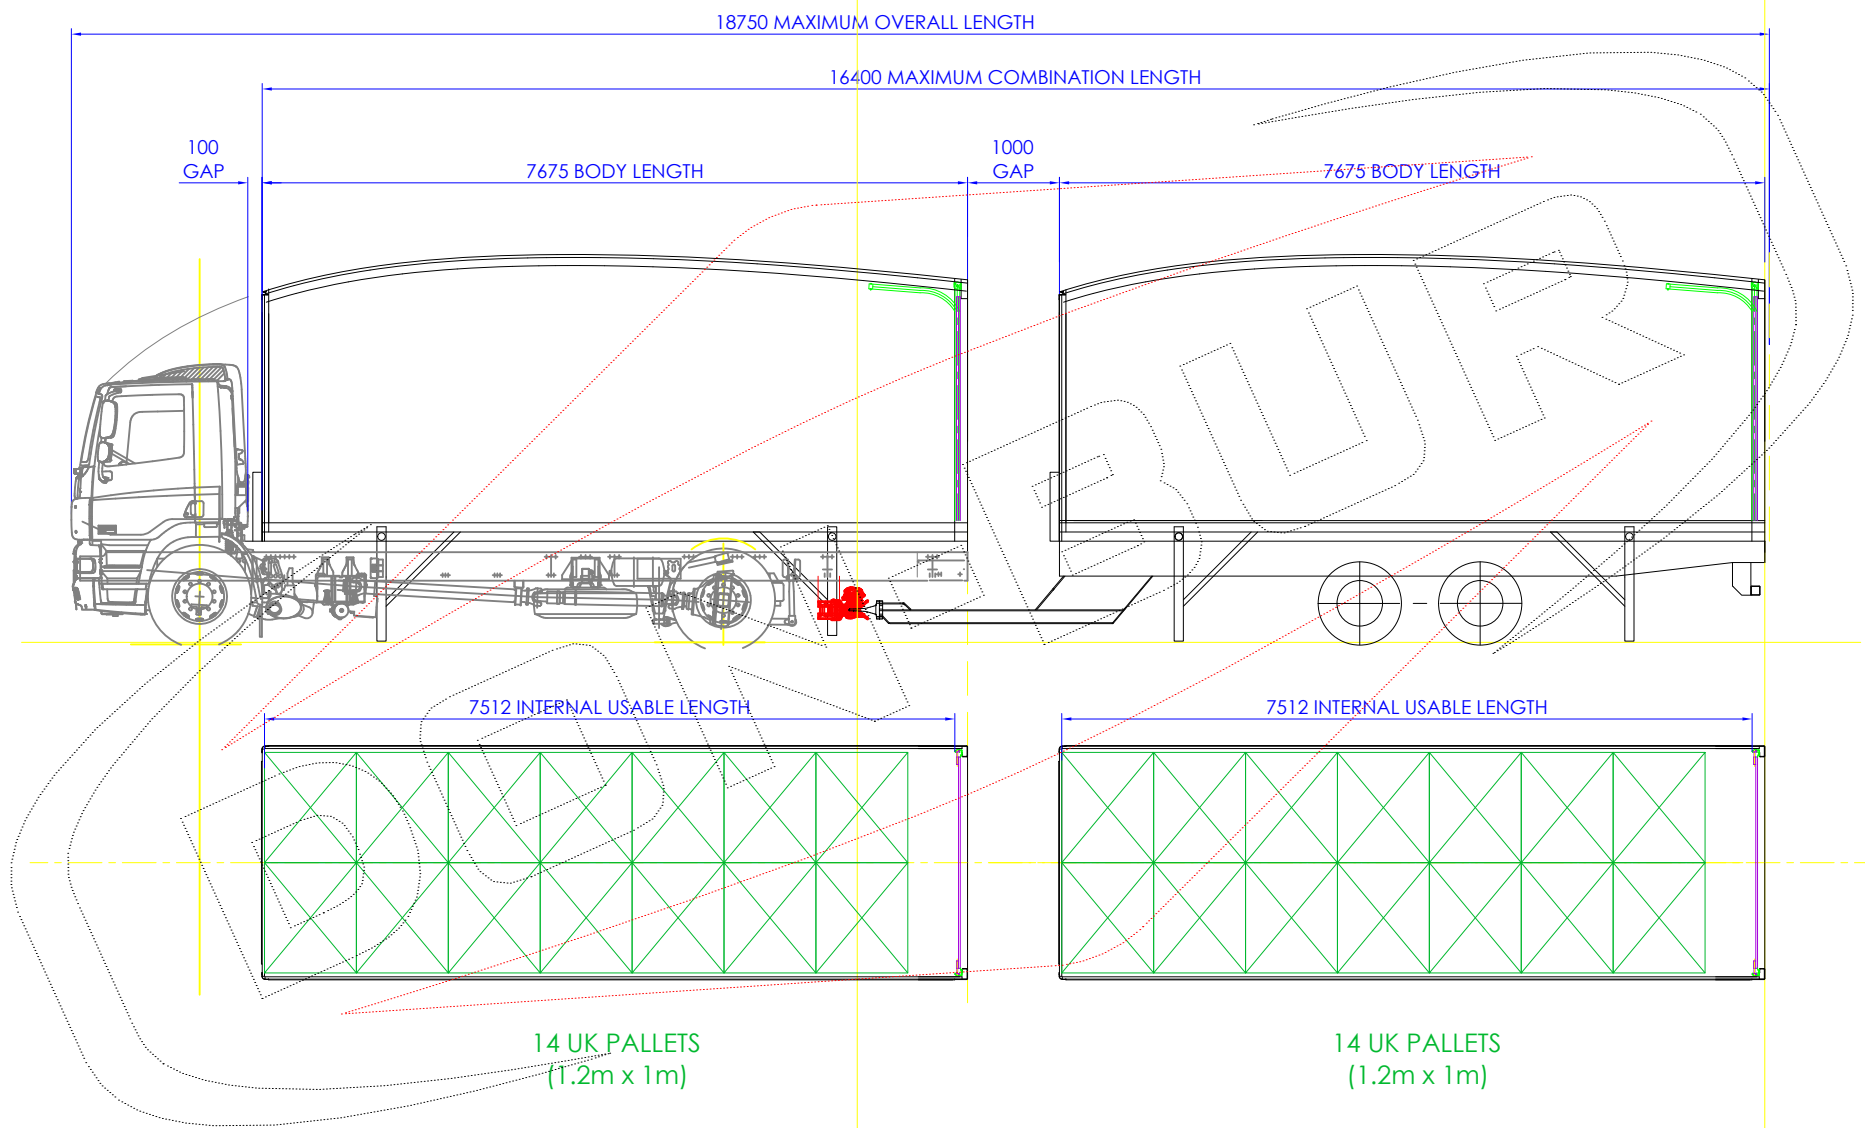 18750 MAXIMUM OVERALL LENGTH
16400 MAXIMUM COMBINATION LENGTH
100
GAP
7675 BODY LENGTH
1000
GAP
7675 BODY LENGTH
DUNBUR
7512 INTERNAL USABLE LENGTH
7512 INTERNAL USABLE LENGTH
14 UK PALLETS
(1.2m x 1m)
14 UK PALLETS
(1.2m x 1m)